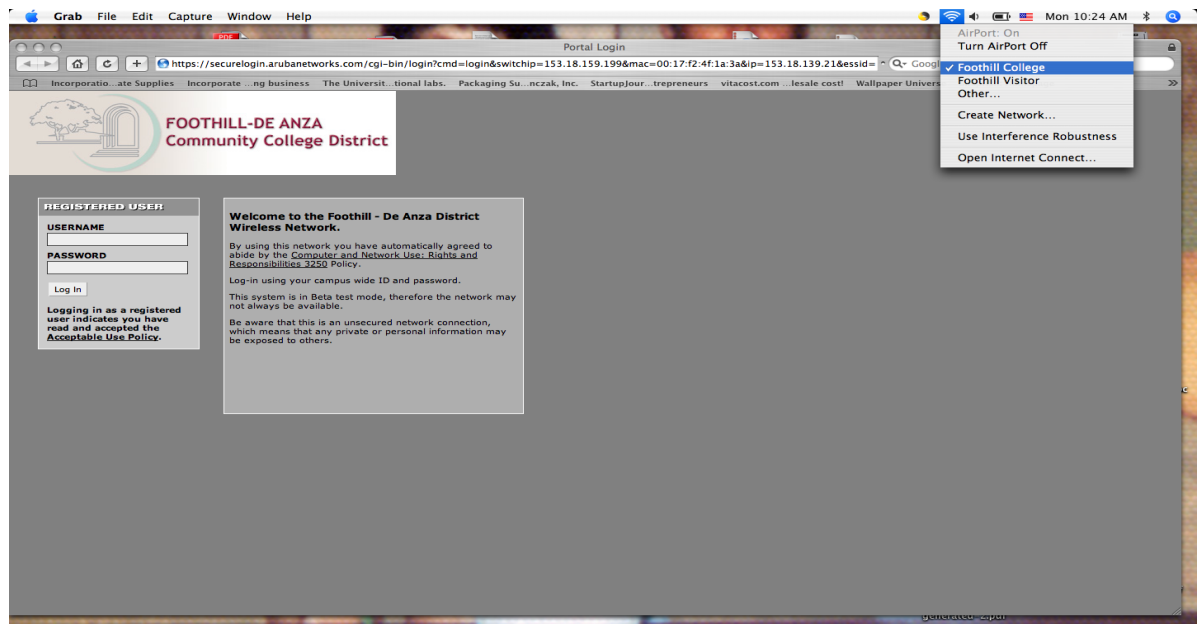 Grab File Edit Capture Window Help
Mon 10:24 AM
PDF
AirPort: On
Turn AirPort Off
✓ Foothill College
Foothill Visitor
Other...
Create Network...
Use Interference Robustness
Open Internet Connect...
Portal Login
https://securelogin.arubanetworks.com/cgi-bin/login?cmd=login&switchip=153.18.159.199&mac=00:17:f2:4f:1a:3a&ip=153.18.139.21&essid=
Incorporatio...ate Supplies Incorporate ...ng business The Universit...tional labs. Packaging Su...nczak, Inc. StartupJour...trepreneurs vitacost.com ...lesale cost! Wallpaper Univers
FOOTHILL-DE ANZA
Community College District
REGISTERED USER
USERNAME
PASSWORD
Log In
Logging in as a registered
user indicates you have
read and accepted the
Acceptable Use Policy.
Welcome to the Foothill - De Anza District
Wireless Network.
By using this network you have automatically agreed to
abide by the Computer and Network Use: Rights and
Responsibilities 3250 Policy.
Log-in using your campus wide ID and password.
This system is in Beta test mode, therefore the network may
not always be available.
Be aware that this is an unsecured network connection,
which means that any private or personal information may
be exposed to others.